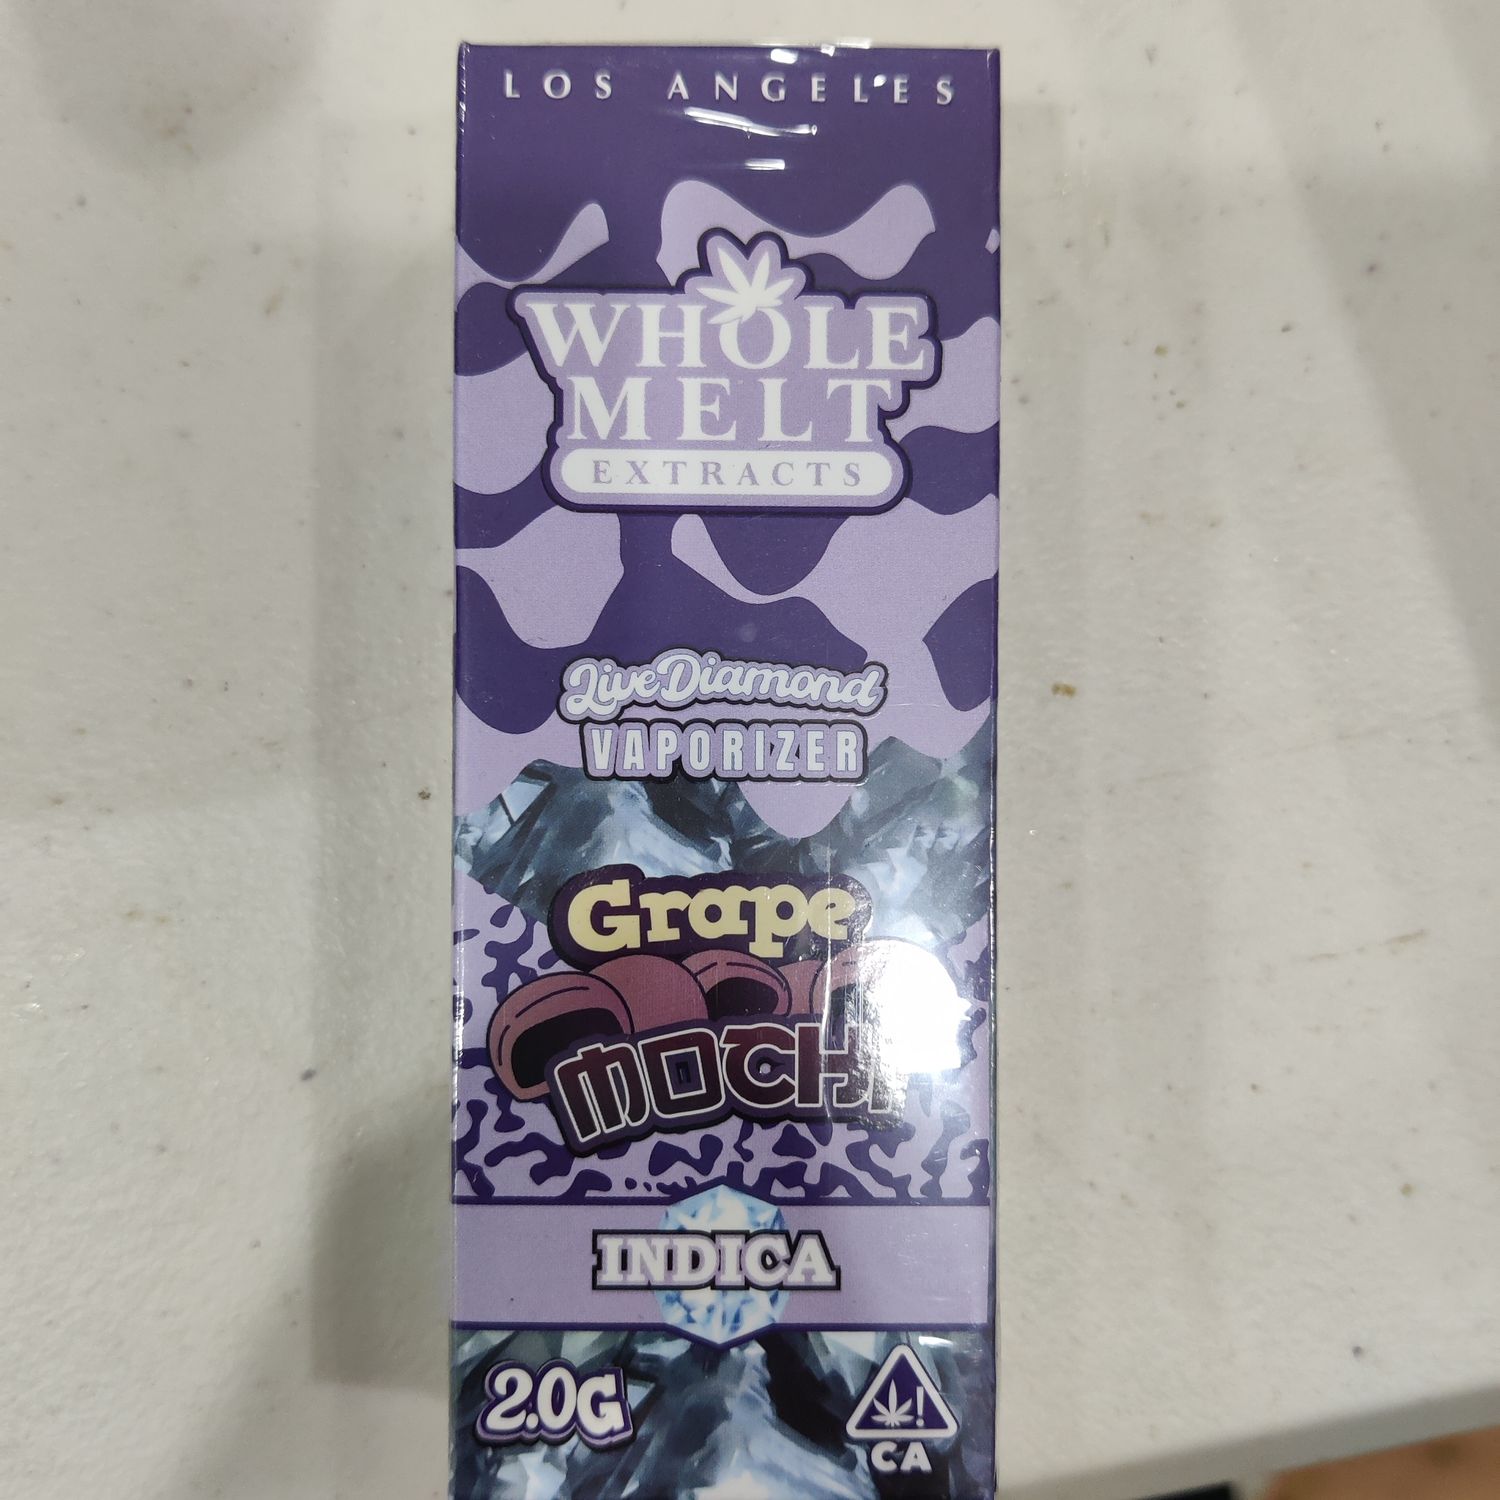 LOS ANGELES
WHOLE
MELT
EXTRACTS
Live Diamond
VAPORIZER
Grape
MOCHI
INDICA
2.0G
!
CA